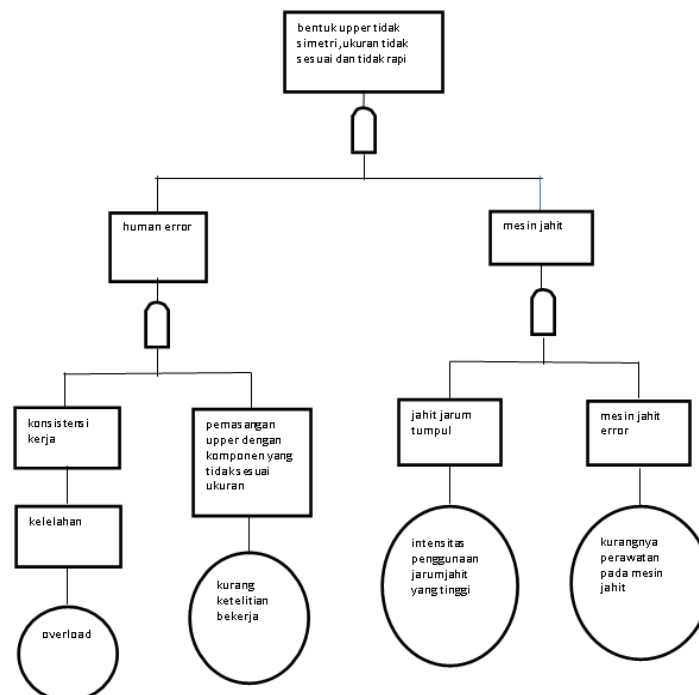 bentuk upper tidak
simetri,ukuran tidak
sesuai dan tidak rapi
human error
mesin jahit
konsistensi
kerja
pemasangan
upper dengan
komponen yang
tidak sesuai
ukuran
jahit jarum
tumpul
mesin jahit
error
kelelahan
intensitas
penggunaan
jarum jahit
yang tinggi
kurangnya
perawatan
pada mesin
jahit
kurang
ketelitian
bekerja
overload